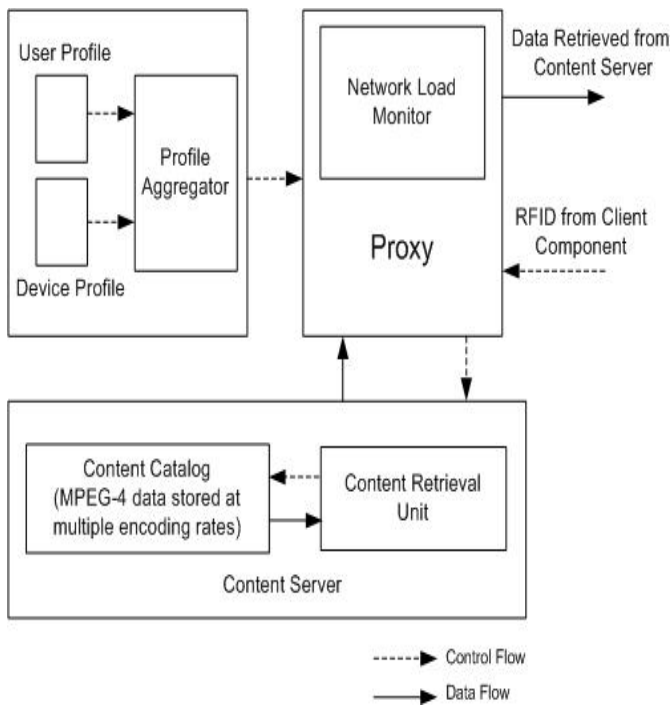 User Profile
Profile
Aggregator
Device Profile
Network Load
Monitor
Proxy
Data Retrieved from
Content Server
RFID from Client
Component
Content Catalog
(MPEG-4 data stored at
multiple encoding rates)
Content Retrieval
Unit
Content Server
Control Flow
Data Flow